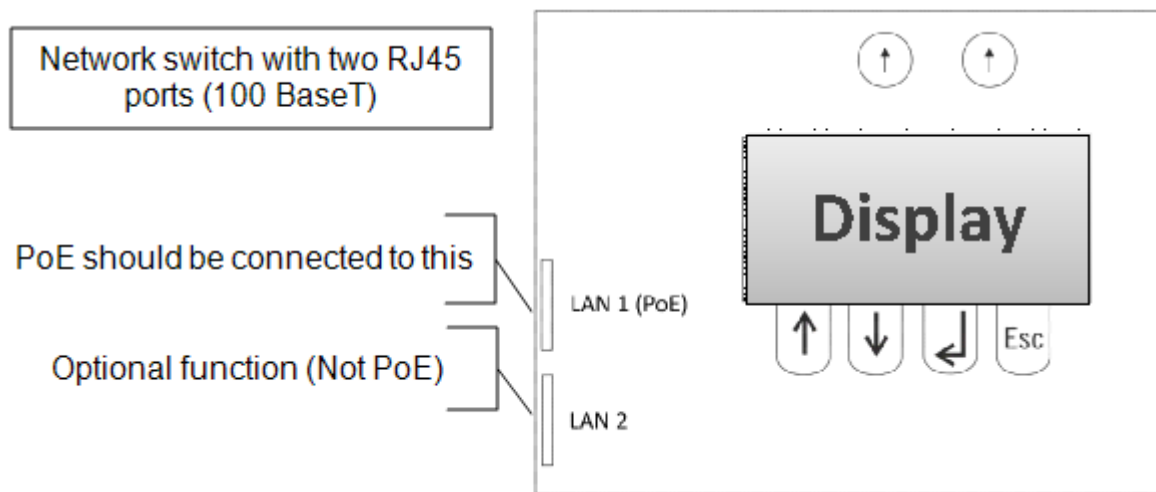 Network switch with two RJ45
ports (100 BaseT)
Display
PoE should be connected to this
LAN 1 (PoE)
Esc
Optional function (Not PoE)
LAN 2